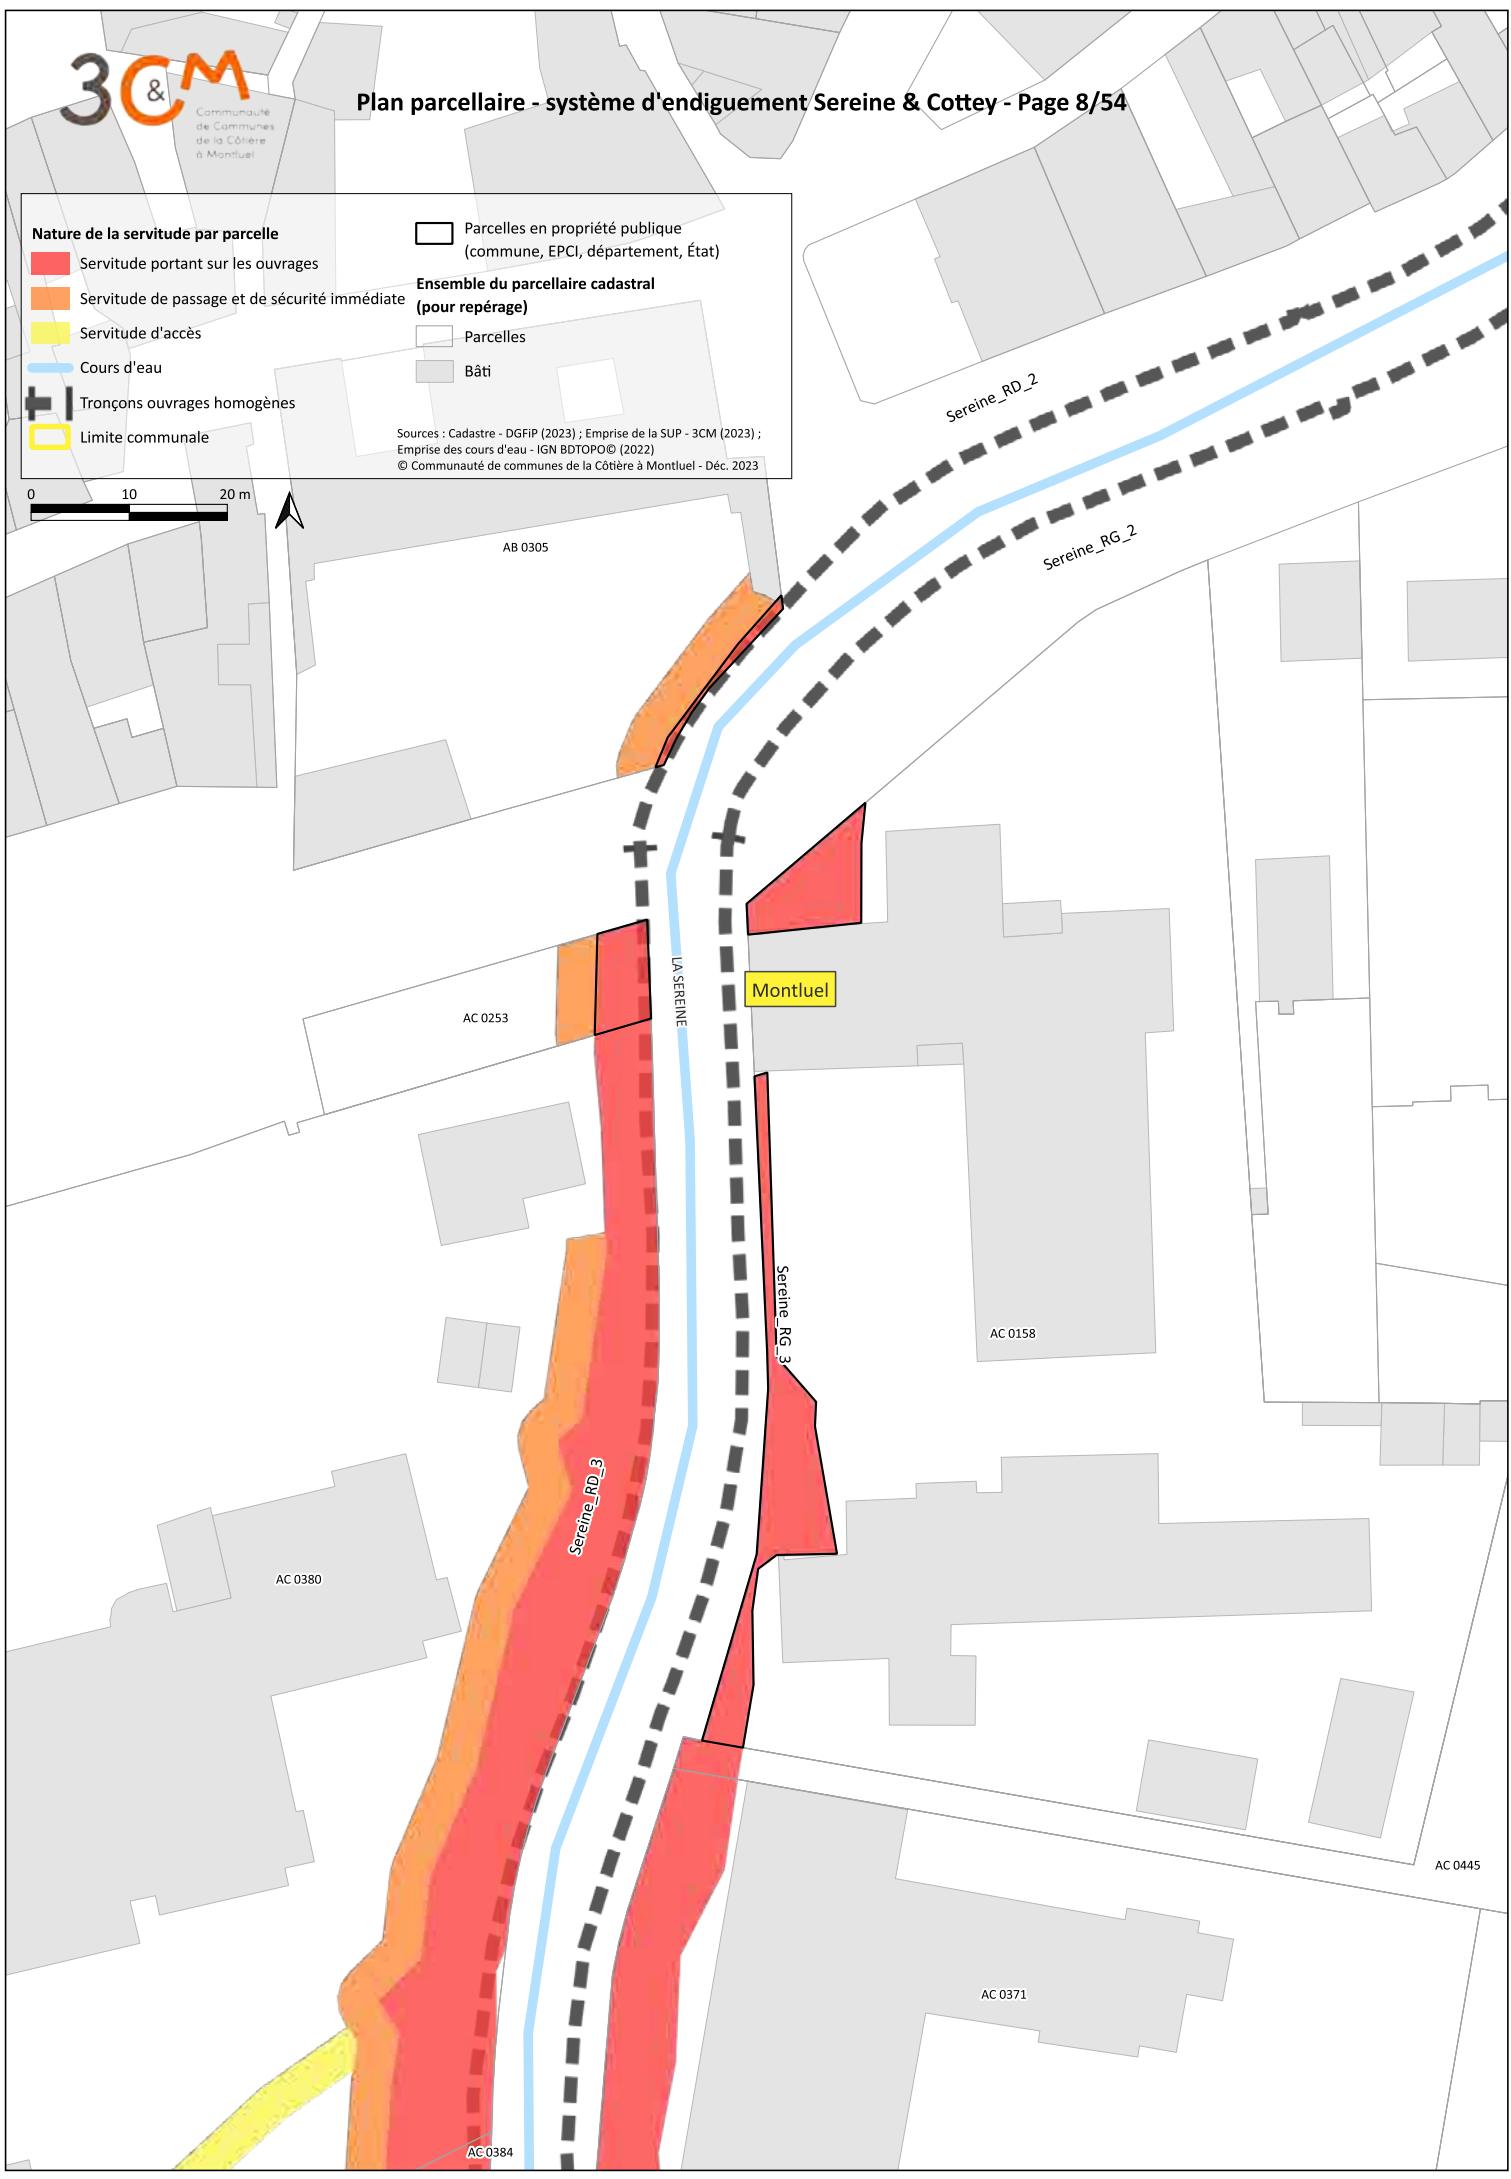 3C&M
Communauté
de Communes
de la Côtière
à Montluel
Plan parcellaire - système d'endiguement Sereine & Cottey - Page 8/54
Nature de la servitude par parcelle
Servitude portant sur les ouvrages
Servitude de passage et de sécurité immédiate
Servitude d'accès
Cours d'eau
Tronçons ouvrages homogènes
Limite communale
Parcelles en propriété publique
(commune, EPCI, département, État)
Ensemble du parcellaire cadastral
(pour repérage)
Parcelles
Bâti
Sources : Cadastre - DGFiP (2023) ; Emprise de la SUP - 3CM (2023) ;
Emprise des cours d'eau - IGN BDTOPO© (2022)
© Communauté de communes de la Côtière à Montluel - Déc. 2023
0 10 20 m
Sereine_RD_2
Sereine_RG_2
AB 0305
LA SEREINE
Montluel
AC 0253
Sereine_RG_3
AC 0158
Sereine_RD_3
AC 0380
AC 0445
AC 0371
AC 0384